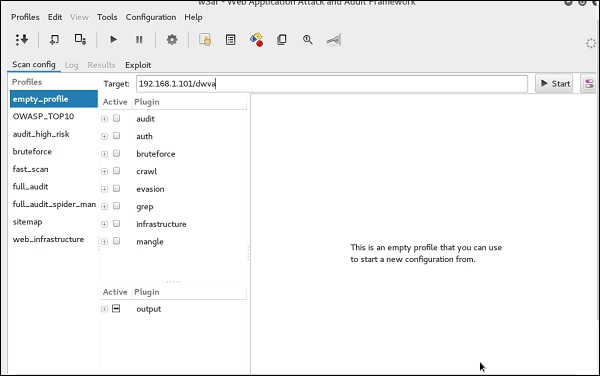 w3af - Web Application Attack and Audit Framework
Profiles Edit View Tools Configuration Help
Scan config Log Results Exploit
Profiles
empty_profile
OWASP_TOP10
audit_high_risk
bruteforce
fast_scan
full_audit
full_audit_spider_man
sitemap
web_infrastructure
Target: 192.168.1.101/dwva Start
Active Plugin
audit
auth
bruteforce
crawl
evasion
grep
infrastructure
mangle
Active Plugin
output
This is an empty profile that you can use
to start a new configuration from.